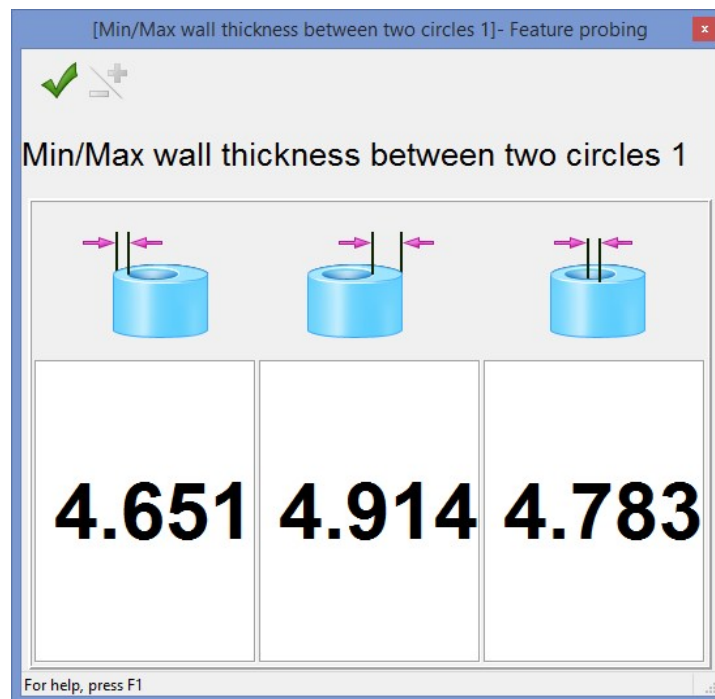 [Min/Max wall thickness between two circles 1]- Feature probing
Min/Max wall thickness between two circles 1
4.651 4.914 4.783
For help, press F1